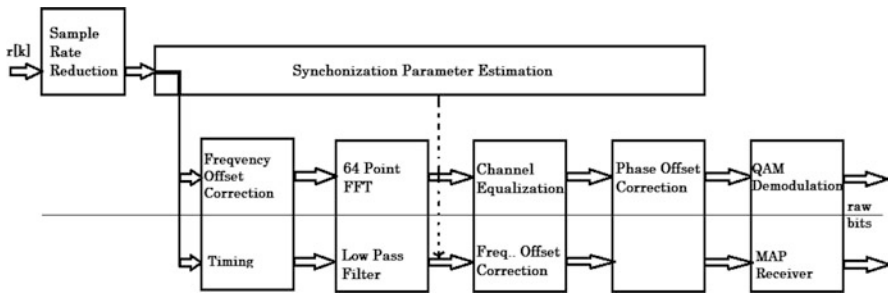 Sample
Rate
Reduction
r[k]
Synchonization Parameter Estimation
Freqvency
Offset
Correction
64 Point
FFT
Channel
Equalization
Phase Offset
Correction
QAM
Demodulation
raw
bits
Timing
Low Pass
Filter
Freq.. Offset
Correction
MAP
Receiver